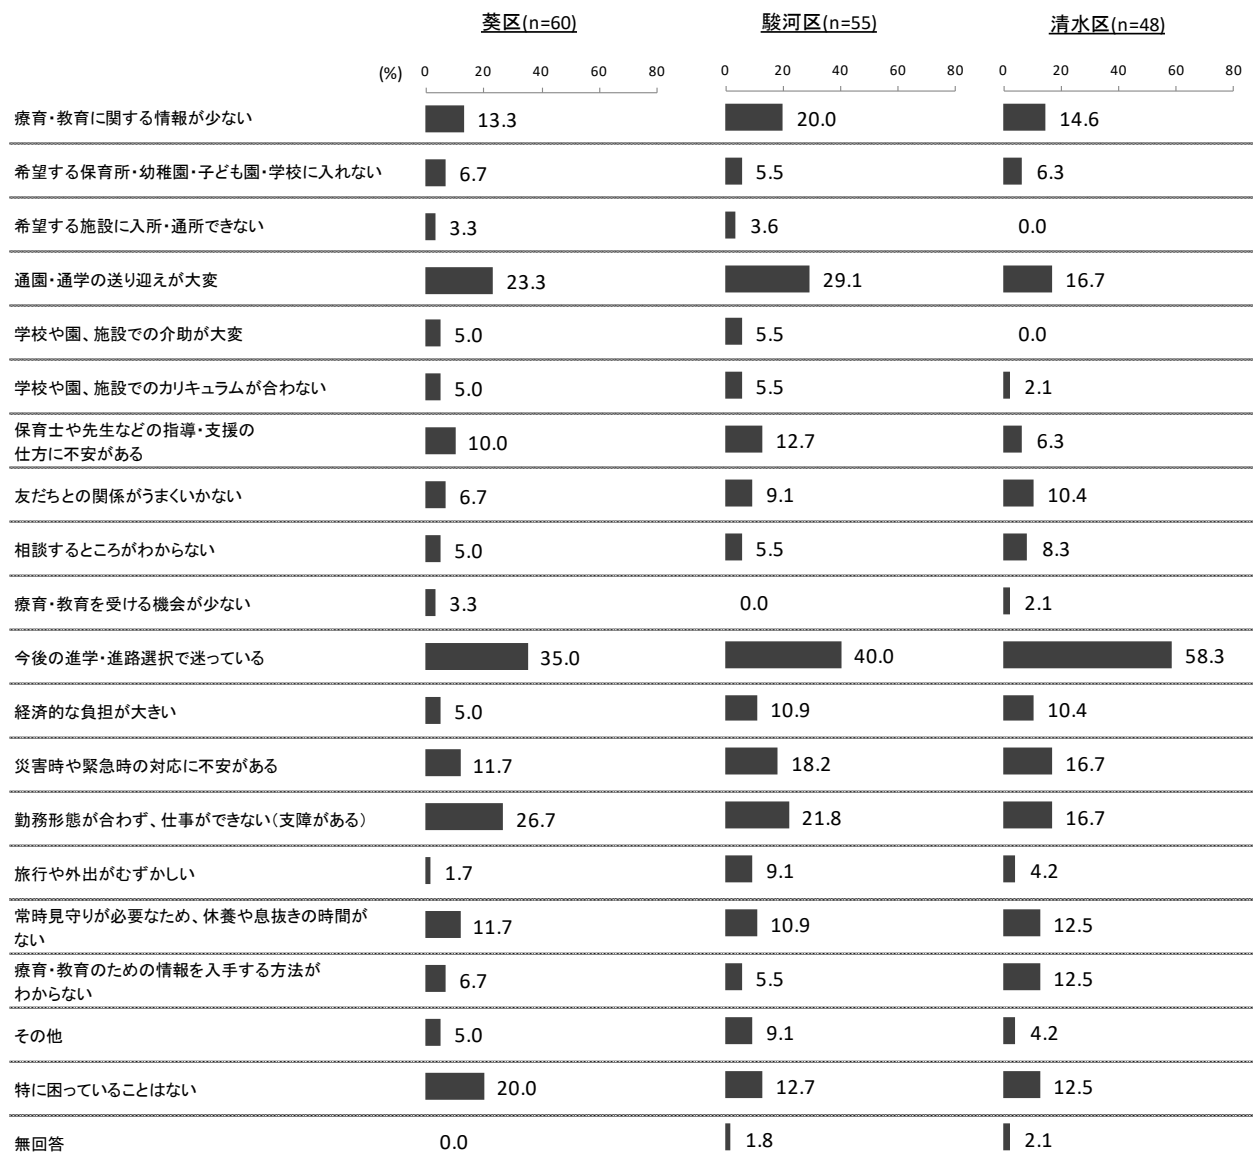 葵区(n=60) 駿河区(n=55) 清水区(n=48)
(%) 0 20 40 60 80 0 20 40 60 80 0 20 40 60 80
療育・教育に関する情報が少ない 13.3 20.0 14.6
希望する保育所・幼稚園・子ども園・学校に入れない 6.7 5.5 6.3
希望する施設に入所・通所できない 3.3 3.6 0.0
通園・通学の送り迎えが大変 23.3 29.1 16.7
学校や園、施設での介助が大変 5.0 5.5 0.0
学校や園、施設でのカリキュラムが合わない 5.0 5.5 2.1
保育士や先生などの指導・支援の
仕方に不安がある 10.0 12.7 6.3
友だちとの関係がうまくいかない 6.7 9.1 10.4
相談するところがわからない 5.0 5.5 8.3
療育・教育を受ける機会が少ない 3.3 0.0 2.1
今後の進学・進路選択で迷っている 35.0 40.0 58.3
経済的な負担が大きい 5.0 10.9 10.4
災害時や緊急時の対応に不安がある 11.7 18.2 16.7
勤務形態が合わず、仕事ができない（支障がある） 26.7 21.8 16.7
旅行や外出がむずかしい 1.7 9.1 4.2
常時見守りが必要なため、休養や息抜きの時間が
ない 11.7 10.9 12.5
療育・教育のための情報を入手する方法が
わからない 6.7 5.5 12.5
その他 5.0 9.1 4.2
特に困っていることはない 20.0 12.7 12.5
無回答 0.0 1.8 2.1